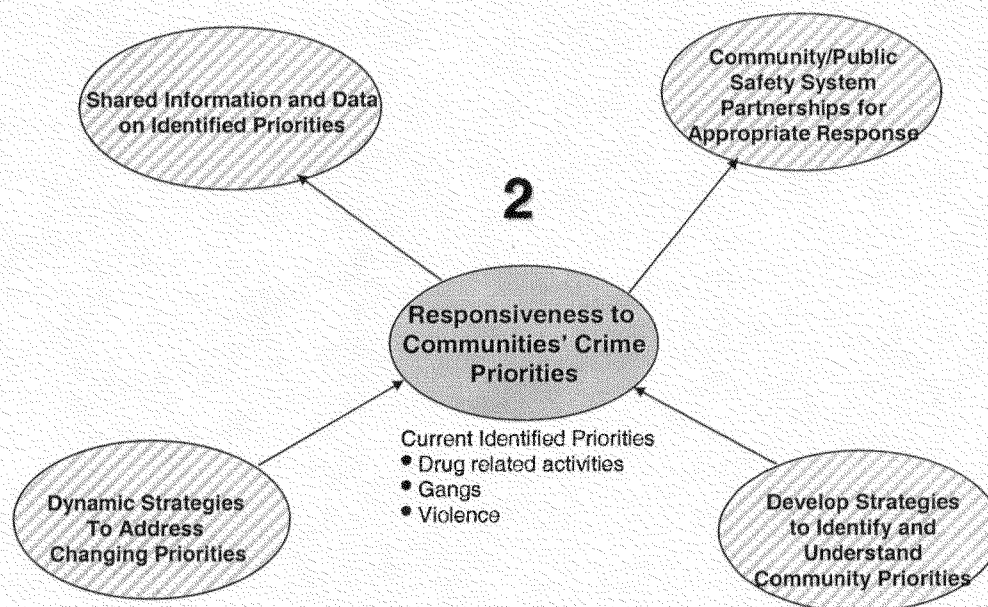 Shared Information and Data
on Identified Priorities
Community/Public
Safety System
Partnerships for
Appropriate Response
2
Responsiveness to
Communities' Crime
Priorities
Current Identified Priorities
• Drug related activities
• Gangs
• Violence
Dynamic Strategies
To Address
Changing Priorities
Develop Strategies
to Identify and
Understand
Community Priorities